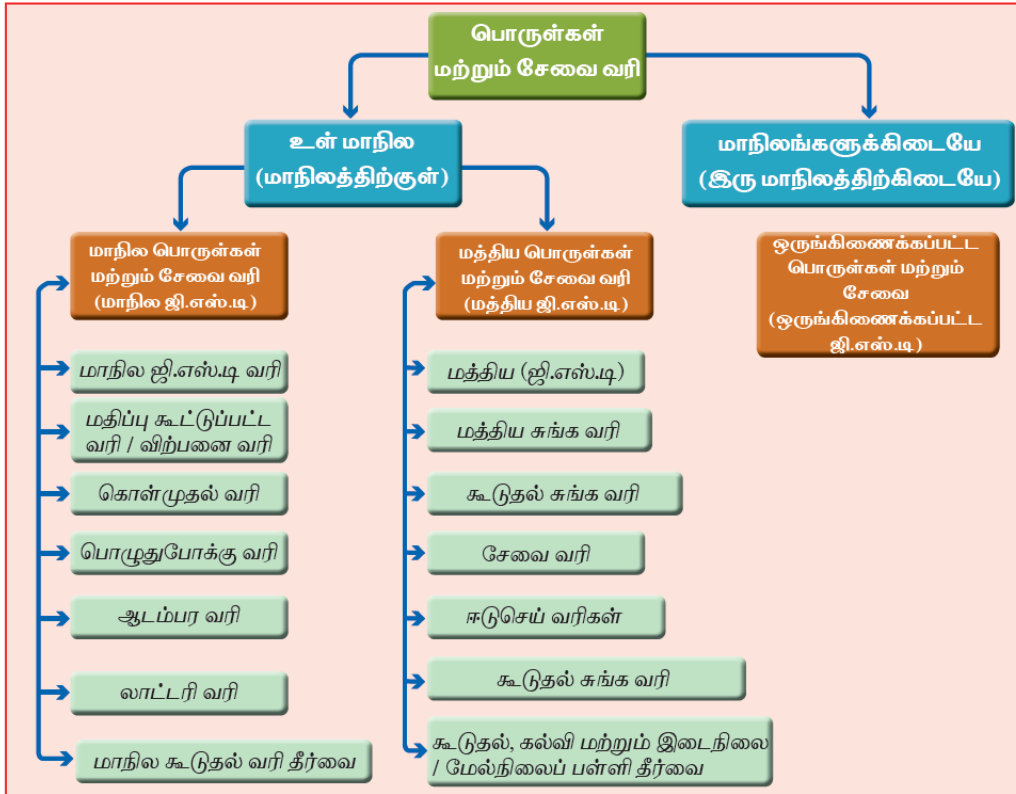 பொருள்கள்
மற்றும் சேவை வரி
உள் மாநில
(மாநிலத்திற்குள்)
மாநிலங்களுக்கிடையே
(இரு மாநிலத்திற்கிடையே)
மாநில பொருள்கள்
மற்றும் சேவை வரி
(மாநில ஜி.எஸ்.டி)
மத்திய பொருள்கள்
மற்றும் சேவை வரி
(மத்திய ஜி.எஸ்.டி)
ஒருங்கிணைக்கப்பட்ட
பொருள்கள் மற்றும்
சேவை
(ஒருங்கிணைக்கப்பட்ட
ஜி.எஸ்.டி)
மாநில ஜி.எஸ்.டி வரி
மதிப்பு கூட்டுப்பட்ட
வரி / விற்பனை வரி
கொள்முதல் வரி
பொழுதுபோக்கு வரி
ஆடம்பர வரி
லாட்டரி வரி
மாநில கூடுதல் வரி தீர்வை
மத்திய (ஜி.எஸ்.டி)
மத்திய சுங்க வரி
கூடுதல் சுங்க வரி
சேவை வரி
ஈடுசெய் வரிகள்
கூடுதல் சுங்க வரி
கூடுதல், கல்வி மற்றும் இடைநிலை
/ மேல்நிலைப் பள்ளி தீர்வை